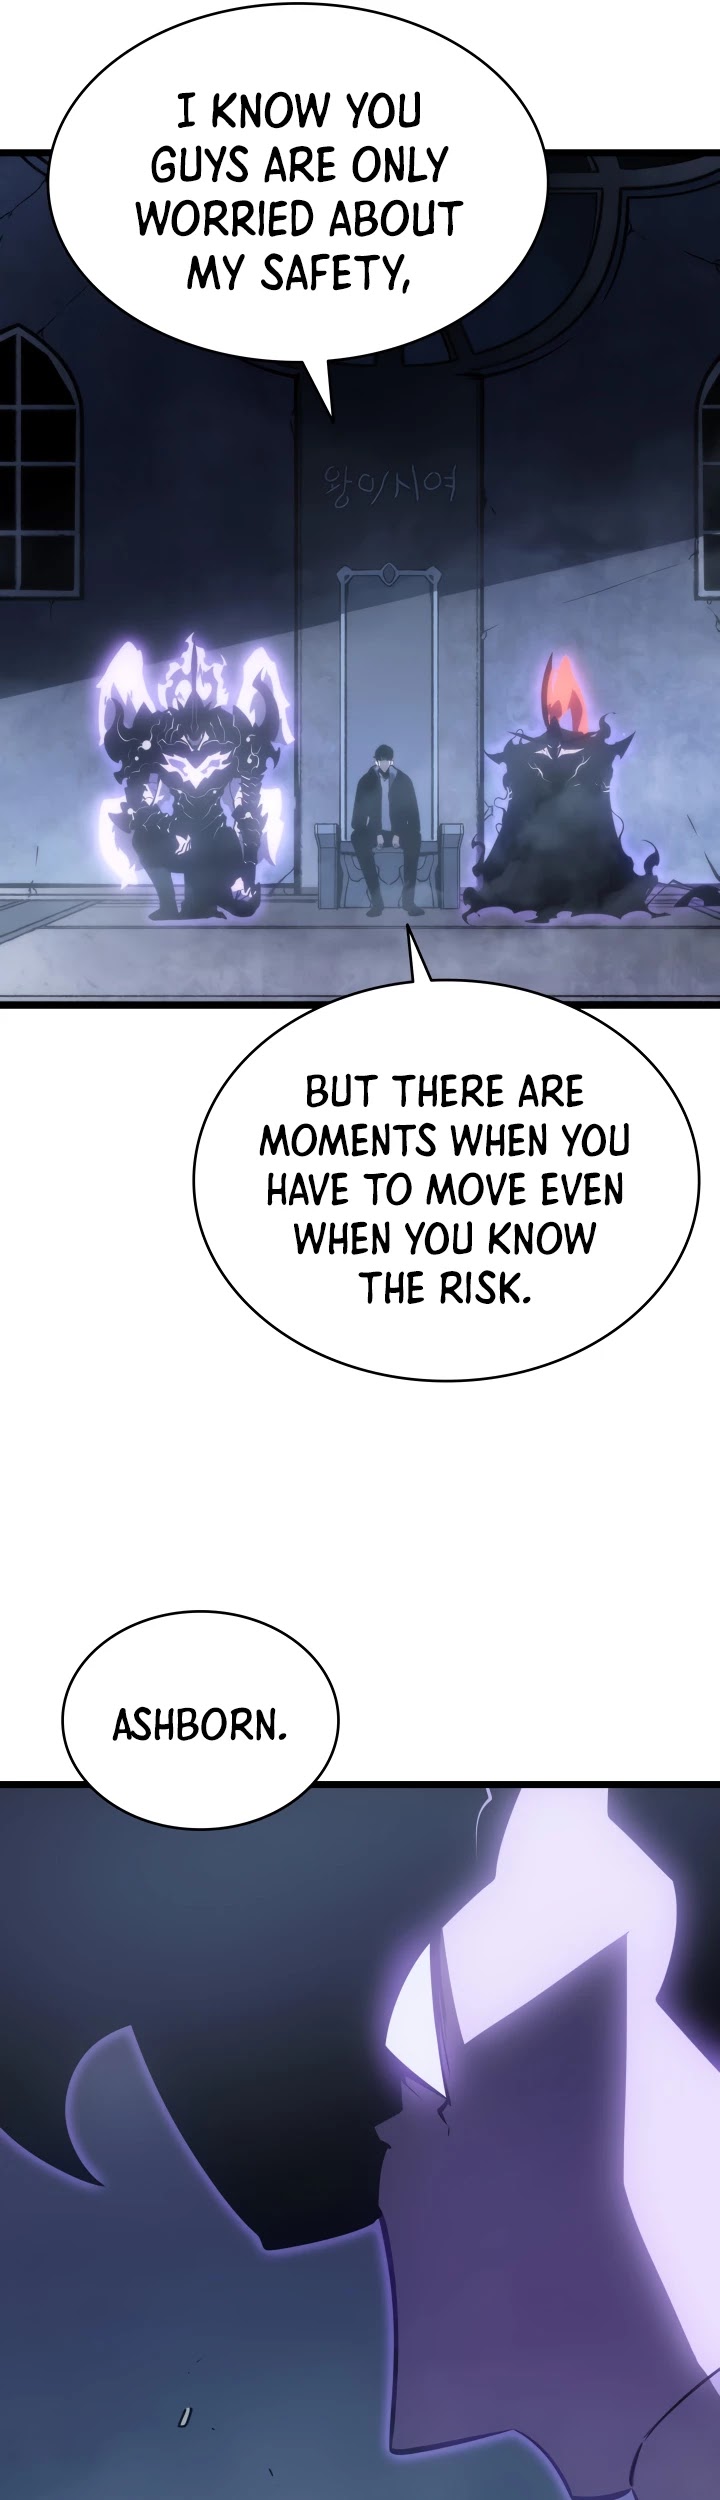 I KNOW YOU
GUYS ARE ONLY
WORRIED ABOUT
MY SAFETY,
BUT THERE ARE
MOMENTS WHEN YOU
HAVE TO MOVE EVEN
WHEN YOU KNOW
THE RISK.
ASHBORN.